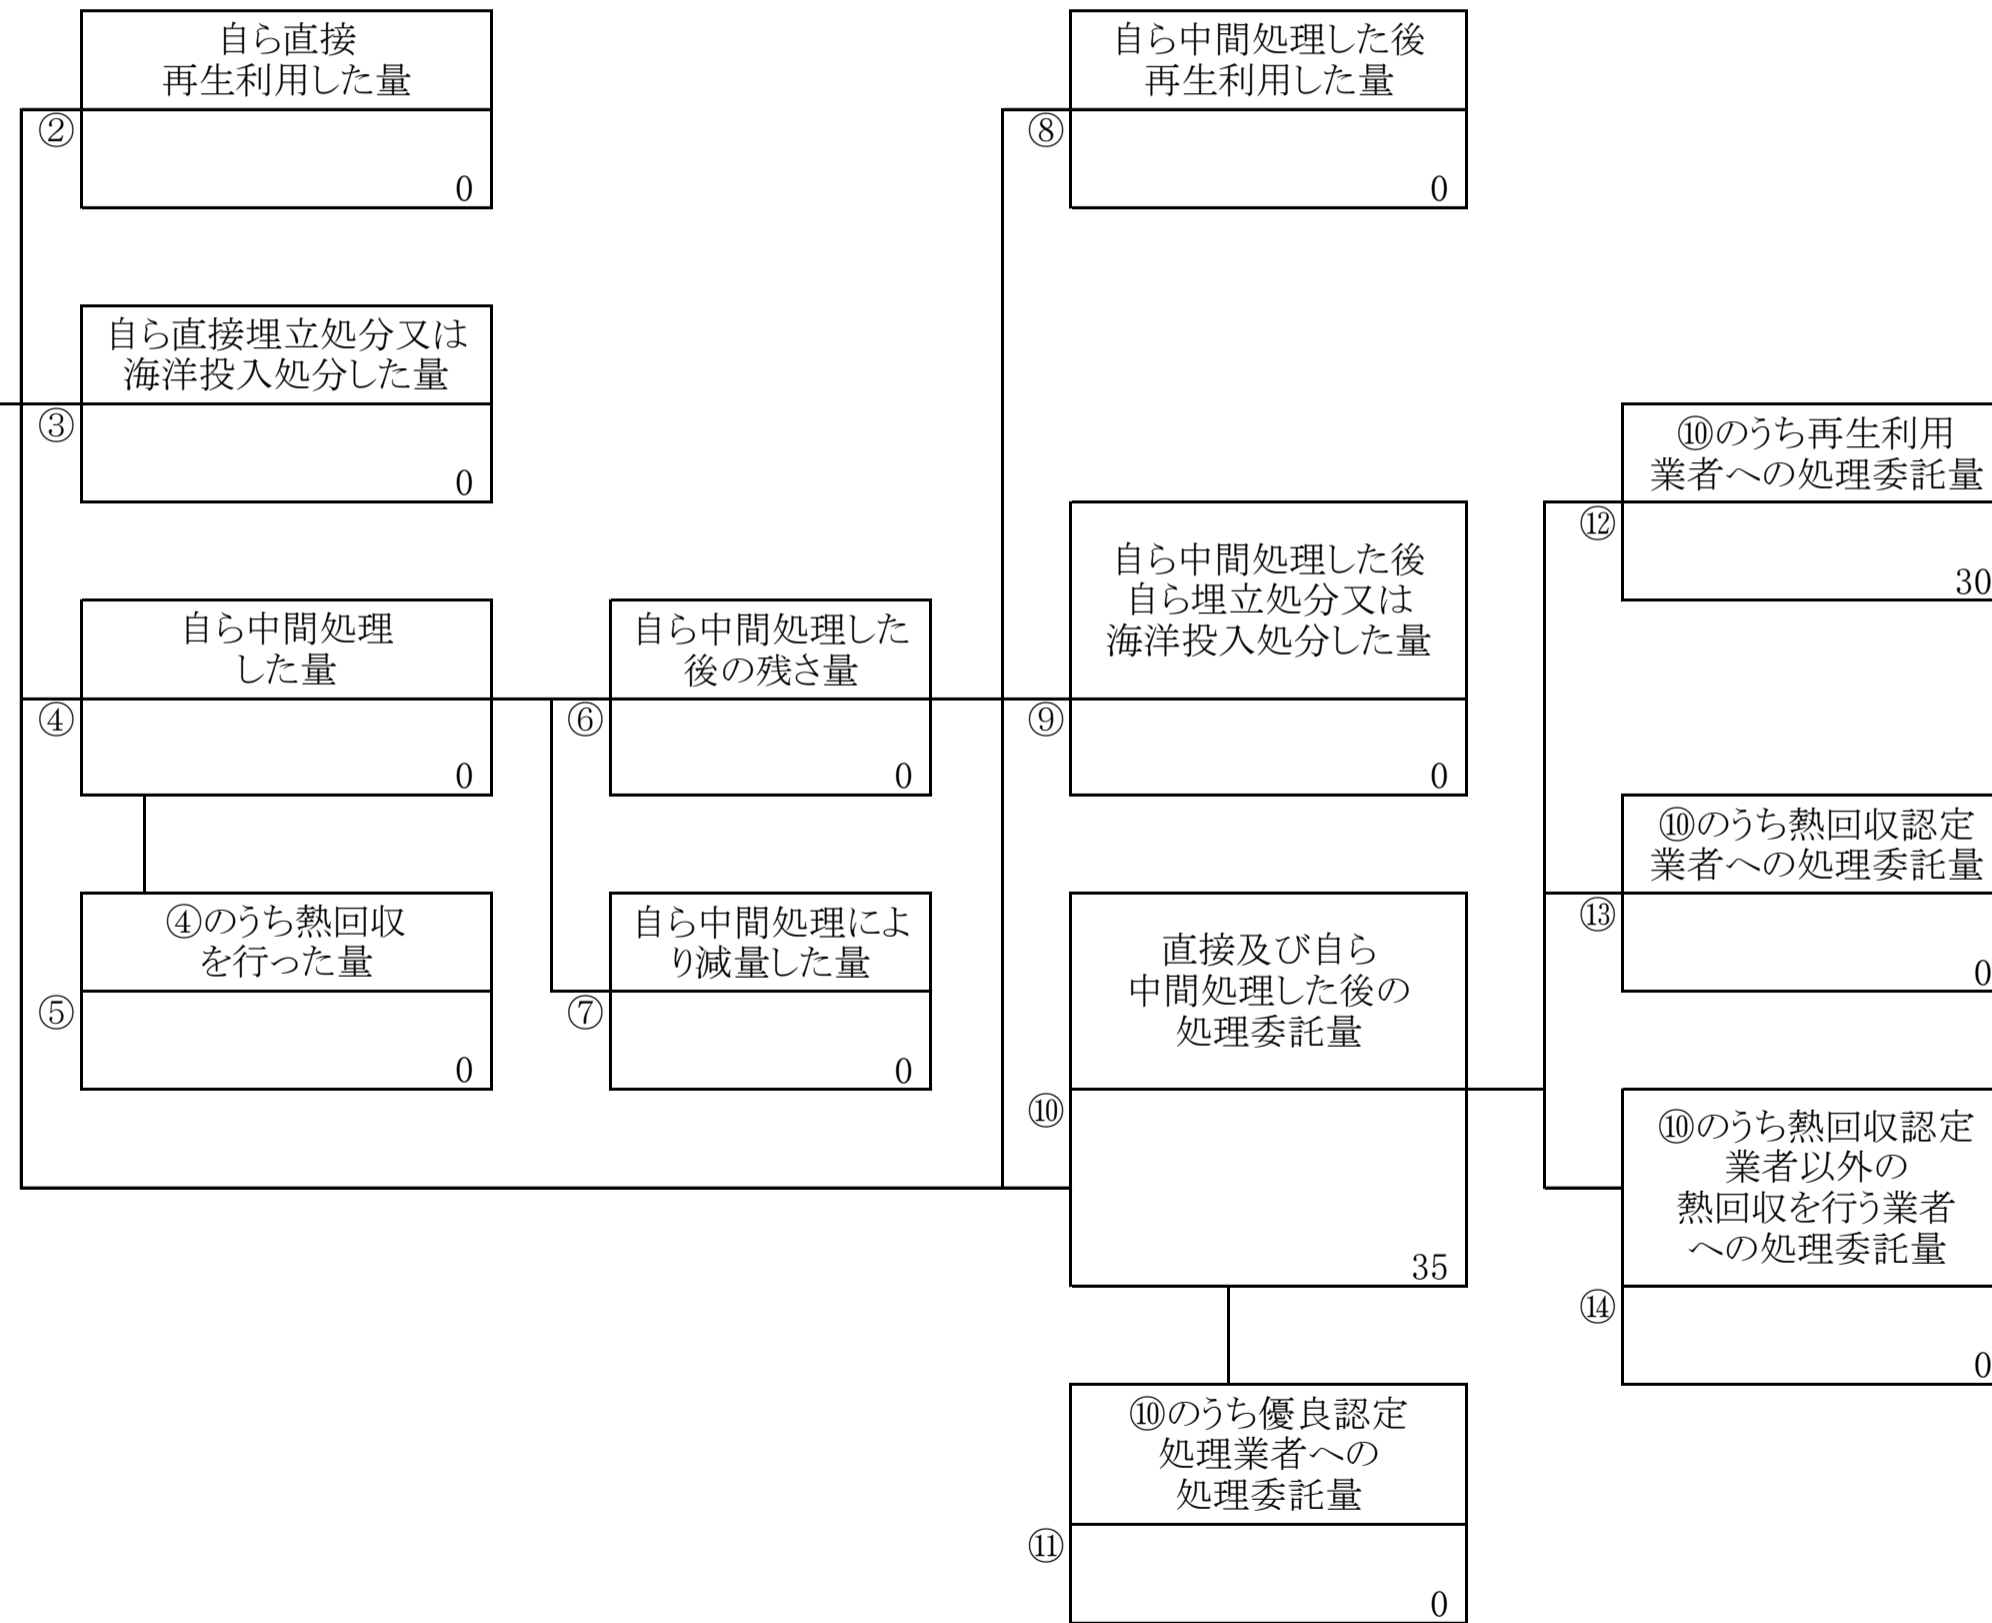 自ら直接
再生利用した量
②
0
自ら直接埋立処分又は
海洋投入処分した量
③
0
自ら中間処理
した量
④
0
④のうち熱回収
を行った量
⑤
0
自ら中間処理した
後の残さ量
⑥
0
自ら中間処理によ
り減量した量
⑦
0
自ら中間処理した後
再生利用した量
⑧
0
自ら中間処理した後
自ら埋立処分又は
海洋投入処分した量
⑨
0
直接及び自ら
中間処理した後の
処理委託量
⑩
35
⑩のうち優良認定
処理業者への
処理委託量
⑪
0
⑩のうち再生利用
業者への処理委託量
⑫
30
⑩のうち熱回収認定
業者への処理委託量
⑬
0
⑩のうち熱回収認定
業者以外の
熱回収を行う業者
への処理委託量
⑭
0